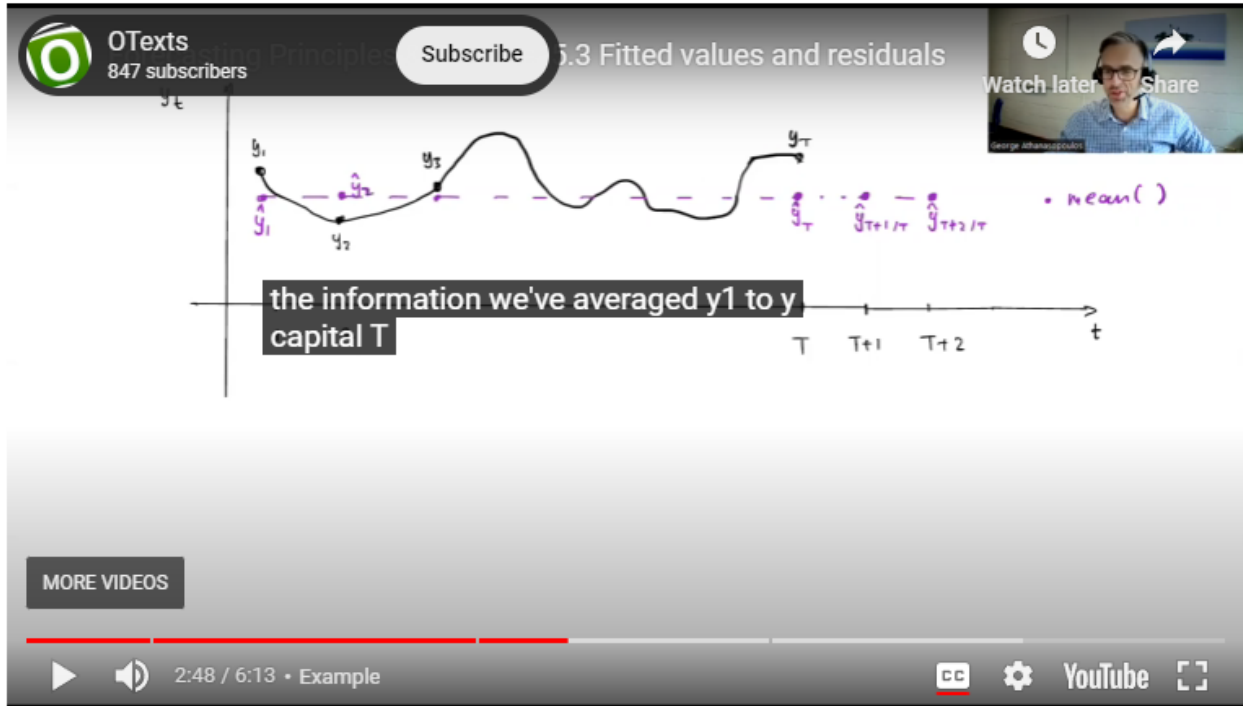 OTexts
847 subscribers
Subscribe
5.3 Fitted values and residuals
Watch later
Share
George Athanasopoulos
yt
y1
ŷ2
y3
yT
ŷ1
y2
ŷT
ŷT+1/T
ŷT+2/T
• mean( )
the information we've averaged y1 to y
capital T
T
T+1
T+2
t
MORE VIDEOS
2:48 / 6:13 • Example
CC
YouTube